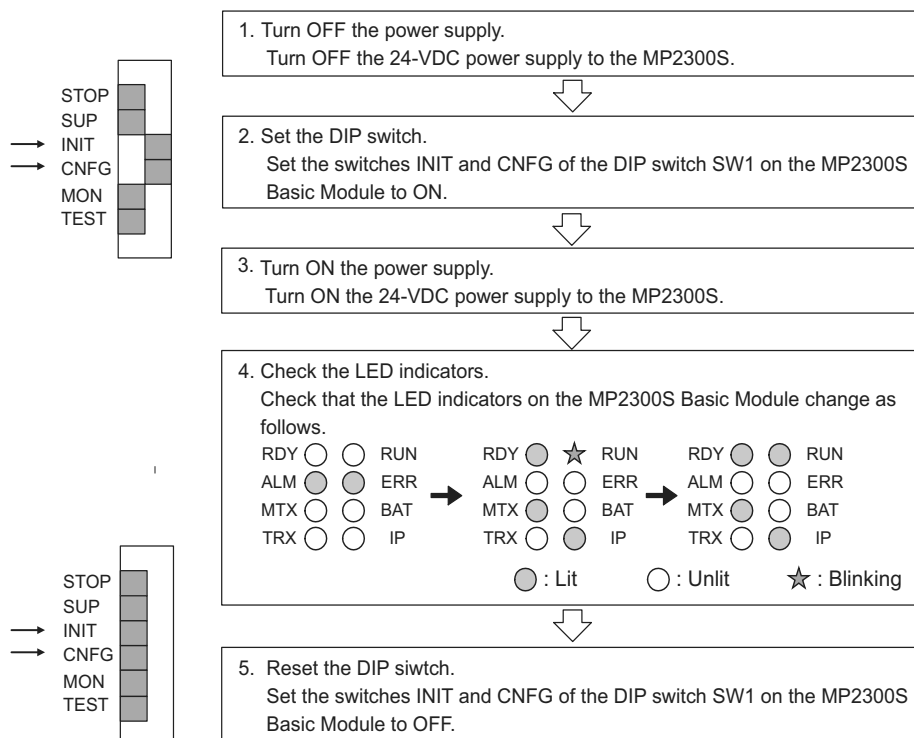 1. Turn OFF the power supply.
Turn OFF the 24-VDC power supply to the MP2300S.
STOP
SUP
INIT
CNFG
MON
TEST
2. Set the DIP switch.
Set the switches INIT and CNFG of the DIP switch SW1 on the MP2300S
Basic Module to ON.
3. Turn ON the power supply.
Turn ON the 24-VDC power supply to the MP2300S.
4. Check the LED indicators.
Check that the LED indicators on the MP2300S Basic Module change as
follows.
RDY RUN RDY RUN RDY RUN
ALM ERR ALM ERR ALM ERR
MTX BAT MTX BAT MTX BAT
TRX IP TRX IP TRX IP
: Lit : Unlit : Blinking
STOP
SUP
INIT
CNFG
MON
TEST
5. Reset the DIP siwtch.
Set the switches INIT and CNFG of the DIP switch SW1 on the MP2300S
Basic Module to OFF.